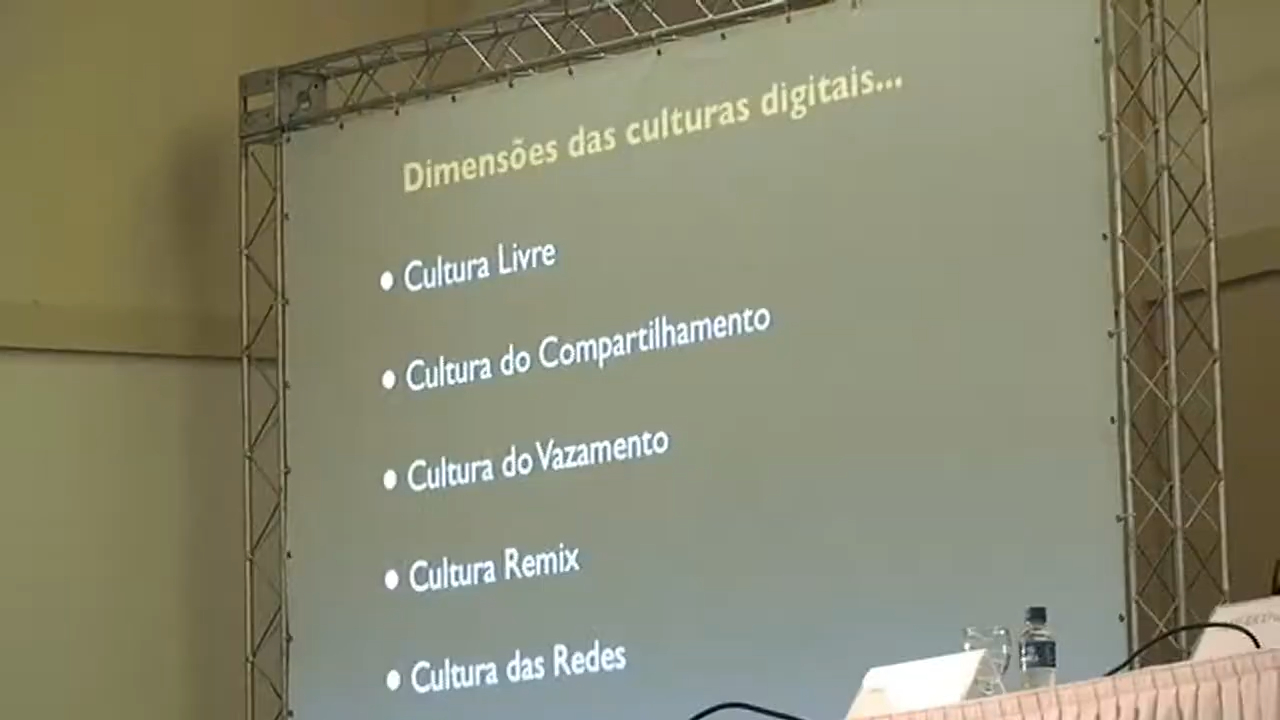 Dimensões das culturas digitais...
• Cultura Livre
• Cultura do Compartilhamento
• Cultura do Vazamento
• Cultura Remix
• Cultura das Redes